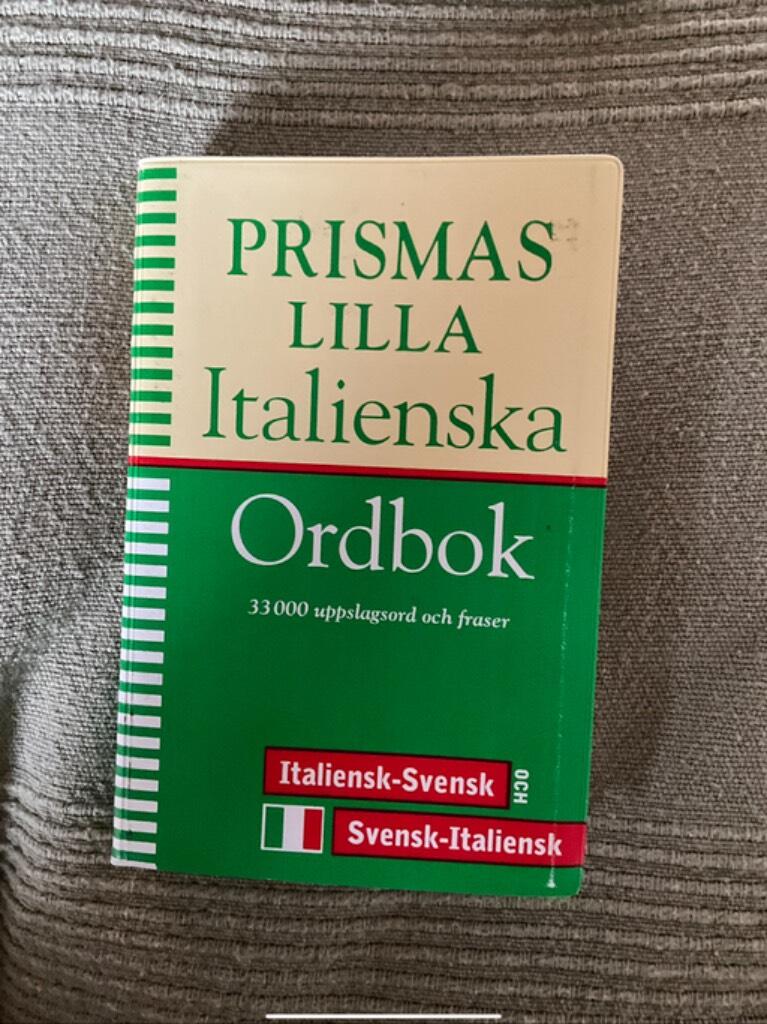 PRISMAS
LILLA
Italienska
Ordbok
33 000 uppslagsord och fraser
Italiensk-Svensk
OCH
Svensk-Italiensk